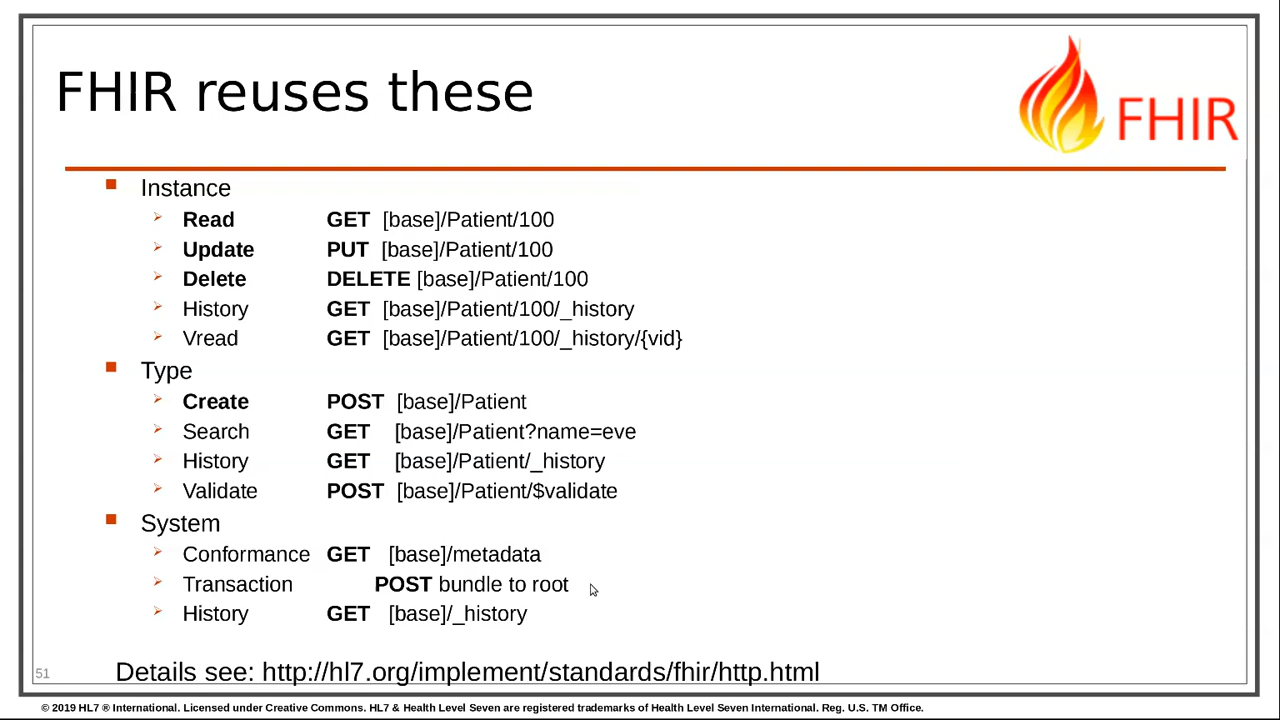 FHIR reuses these
FHIR
Instance
Read GET [base]/Patient/100
Update PUT [base]/Patient/100
Delete DELETE [base]/Patient/100
History GET [base]/Patient/100/_history
Vread GET [base]/Patient/100/_history/{vid}
Type
Create POST [base]/Patient
Search GET [base]/Patient?name=eve
History GET [base]/Patient/_history
Validate POST [base]/Patient/$validate
System
Conformance GET [base]/metadata
Transaction POST bundle to root
History GET [base]/_history
Details see: http://hl7.org/implement/standards/fhir/http.html
51
© 2019 HL7 ® International. Licensed under Creative Commons. HL7 & Health Level Seven are registered trademarks of Health Level Seven International. Reg. U.S. TM Office.